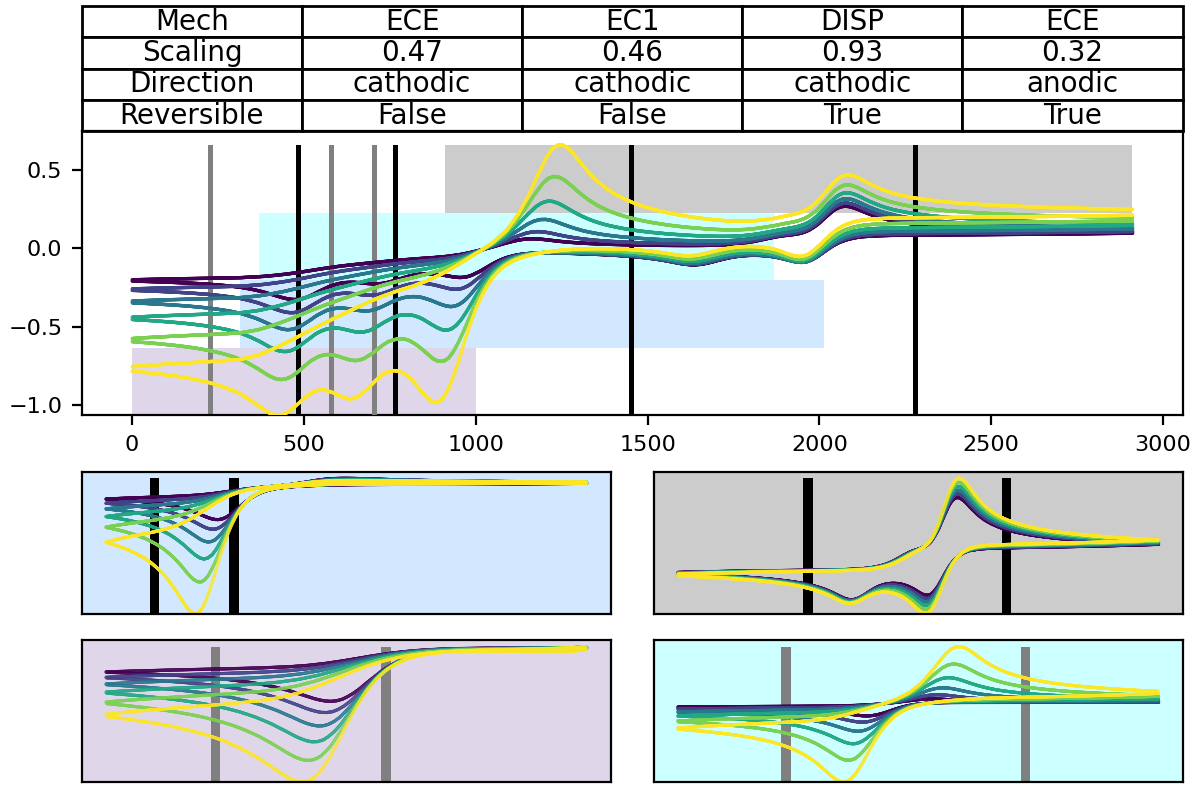 Mech ECE EC1 DISP ECE
Scaling 0.47 0.46 0.93 0.32
Direction cathodic cathodic cathodic anodic
Reversible False False True True
0.5
0.0
−0.5
−1.0
0 500 1000 1500 2000 2500 3000